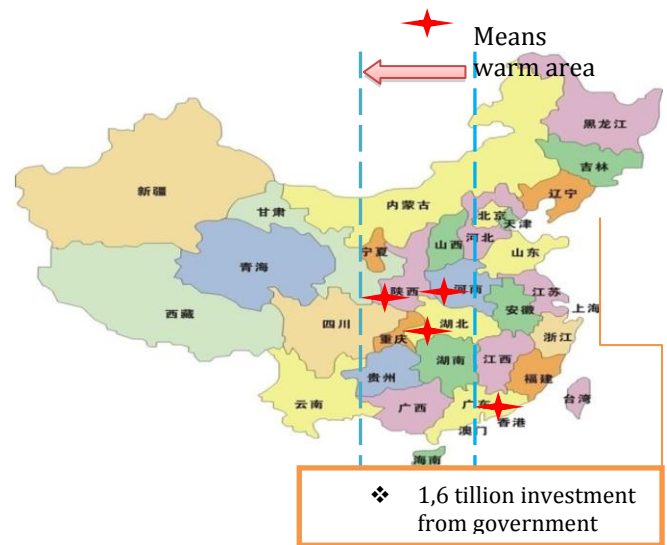 Means
warm area
黑龙江
吉林
辽宁
新疆
甘肃
内蒙古
北京
天津
河北
山西
宁夏
山东
青海
陕西
河南
江苏
安徽
上海
西藏
四川
湖北
重庆
浙江
湖南
江西
贵州
福建
云南
广西
广东
台湾
香港
澳门
海南
❖ 1,6 tillion investment
from government